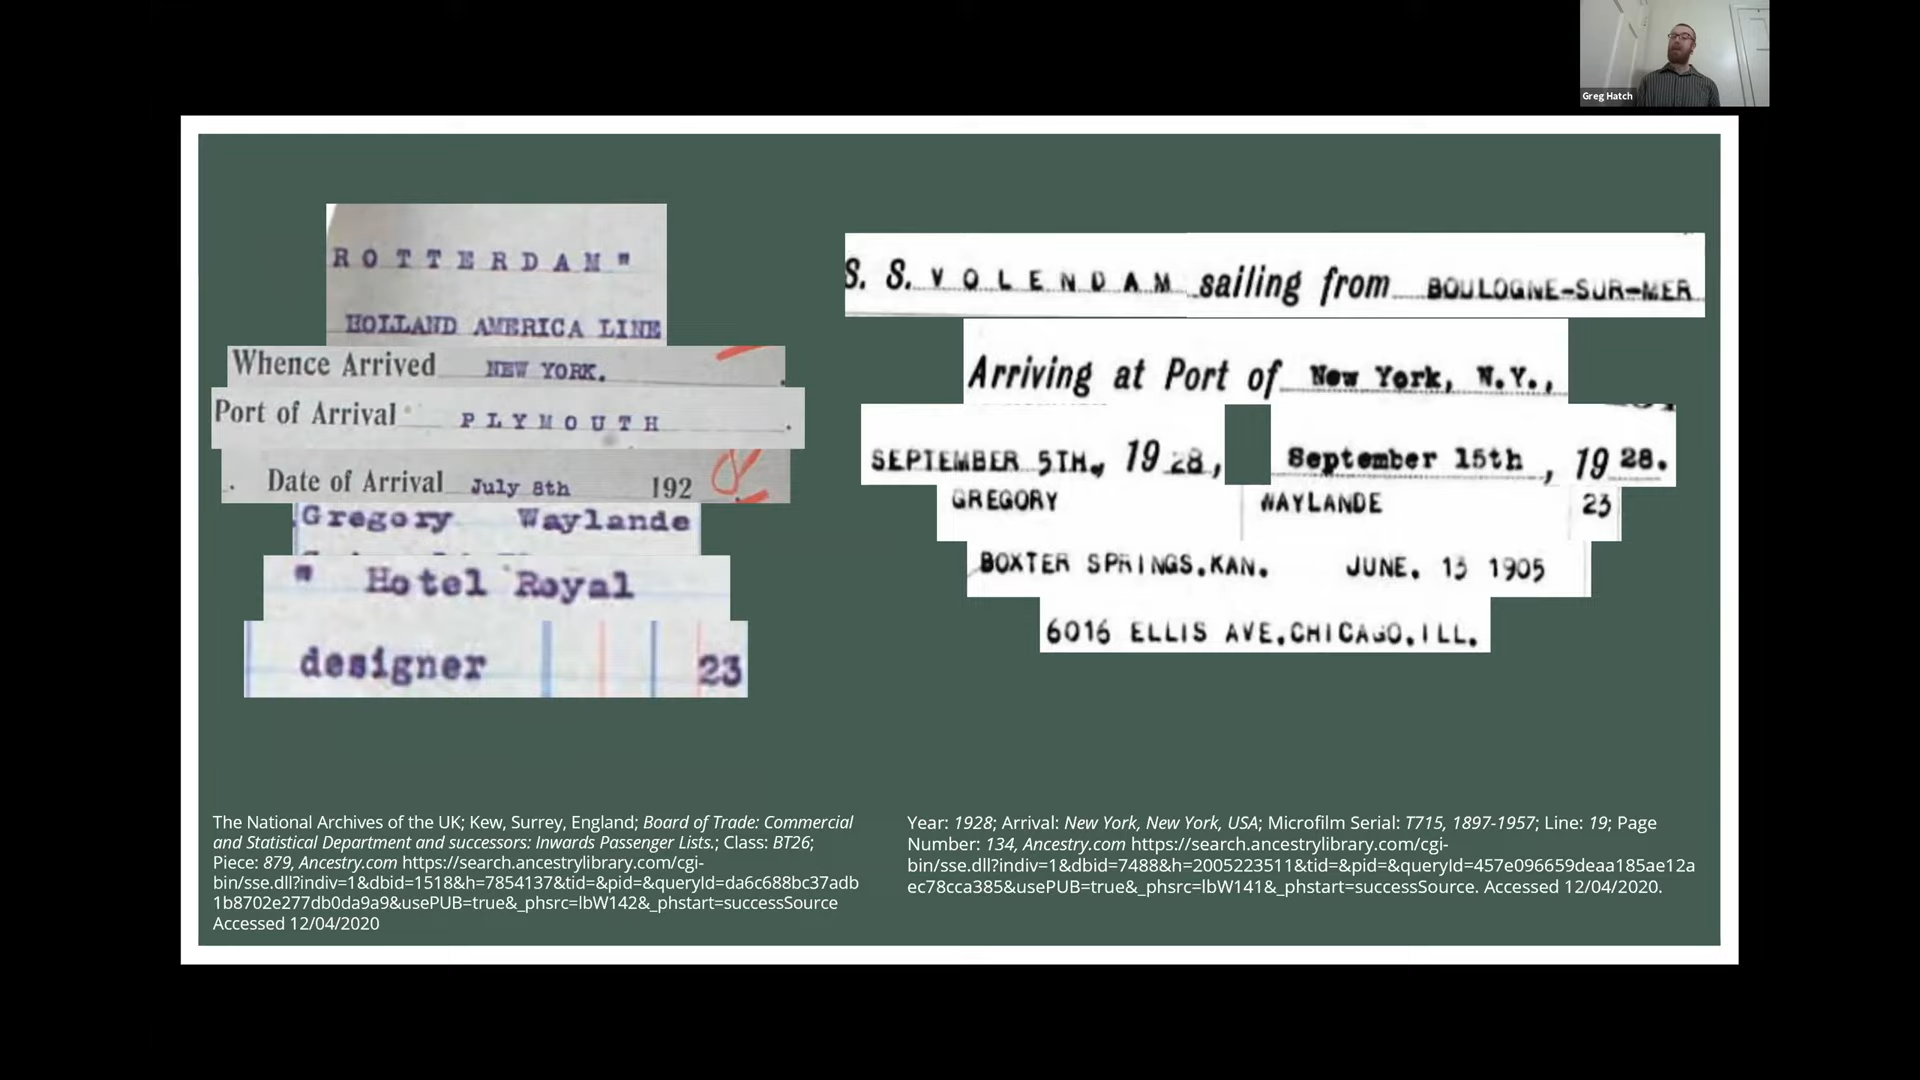 Greg Hatch
ROTTERDAM"
HOLLAND AMERICA LINE
Whence Arrived NEW YORK.
Port of Arrival PLYMOUTH.
Date of Arrival July 8th 192
Gregory Waylande
" Hotel Royal
designer 23
S. S. VOLENDAM sailing from BOULOGNE-SUR-MER
Arriving at Port of New York, N.Y.,
SEPTEMBER 5TH, 1928, September 15th, 1928.
GREGORY WAYLANDE 23
BOXTER SPRINGS.KAN. JUNE. 13 1905
6016 ELLIS AVE.CHICAGO.ILL.
The National Archives of the UK; Kew, Surrey, England; Board of Trade: Commercial
and Statistical Department and successors: Inwards Passenger Lists.; Class: BT26;
Piece: 879, Ancestry.com https://search.ancestrylibrary.com/cgi-
bin/sse.dll?indiv=1&dbid=1518&h=7854137&tid=&pid=&queryId=da6c688bc37adb
1b8702e277db0da9a9&usePUB=true&_phsrc=lbW142&_phstart=successSource
Accessed 12/04/2020
Year: 1928; Arrival: New York, New York, USA; Microfilm Serial: T715, 1897-1957; Line: 19; Page
Number: 134, Ancestry.com https://search.ancestrylibrary.com/cgi-
bin/sse.dll?indiv=1&dbid=7488&h=2005223511&tid=&pid=&queryId=457e096659deaa185ae12a
ec78cca385&usePUB=true&_phsrc=lbW141&_phstart=successSource. Accessed 12/04/2020.